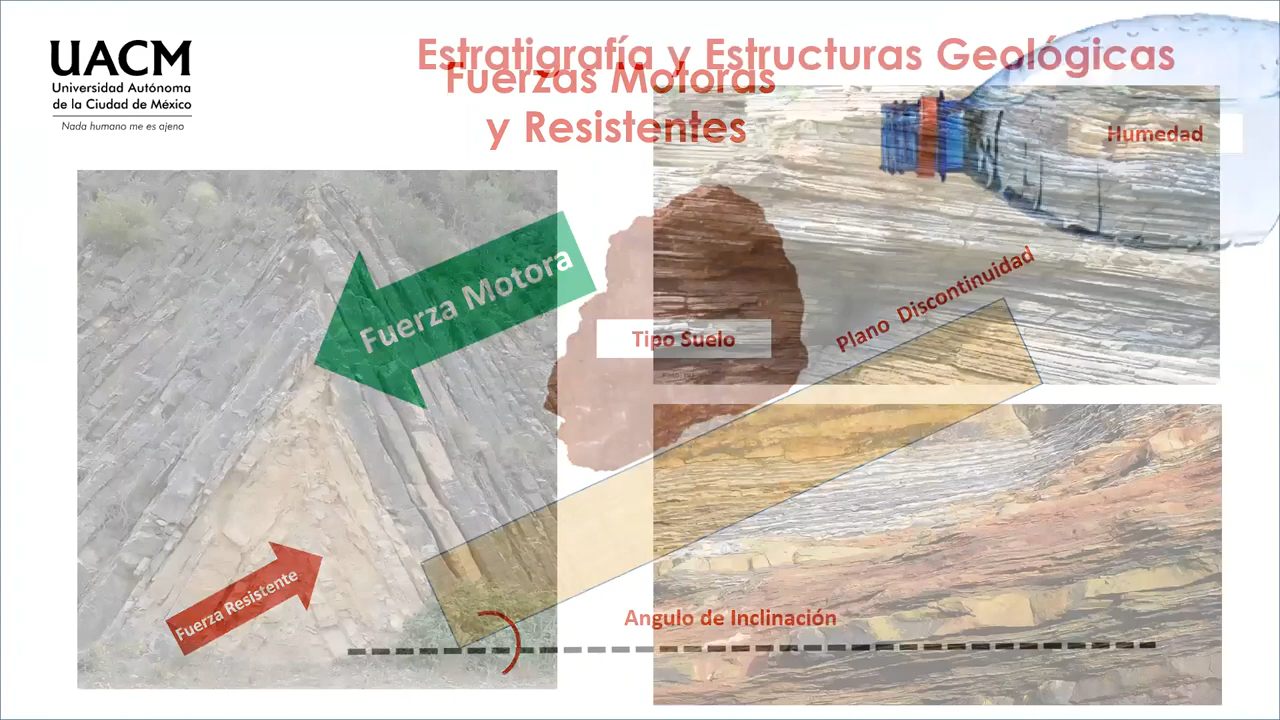 UACM
Universidad Autónoma
de la Ciudad de México
Nada humano me es ajeno
Estratigrafía y Estructuras Geológicas
Fuerzas Motoras
y Resistentes
Humedad
Fuerza Motora
Plano Discontinuidad
Tipo Suelo
Fuerza Resistente
Angulo de Inclinación